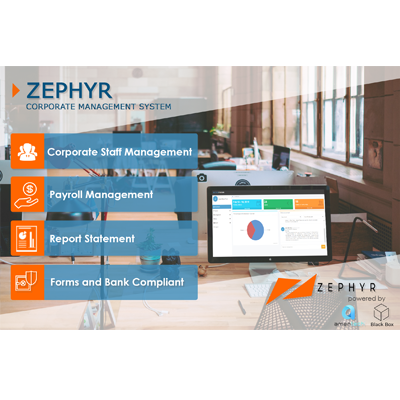 ZEPHYR
CORPORATE MANAGEMENT SYSTEM
Corporate Staff Management
Payroll Management
Report Statement
Forms and Bank Compliant
ZEPHYR
powered by
Black Box